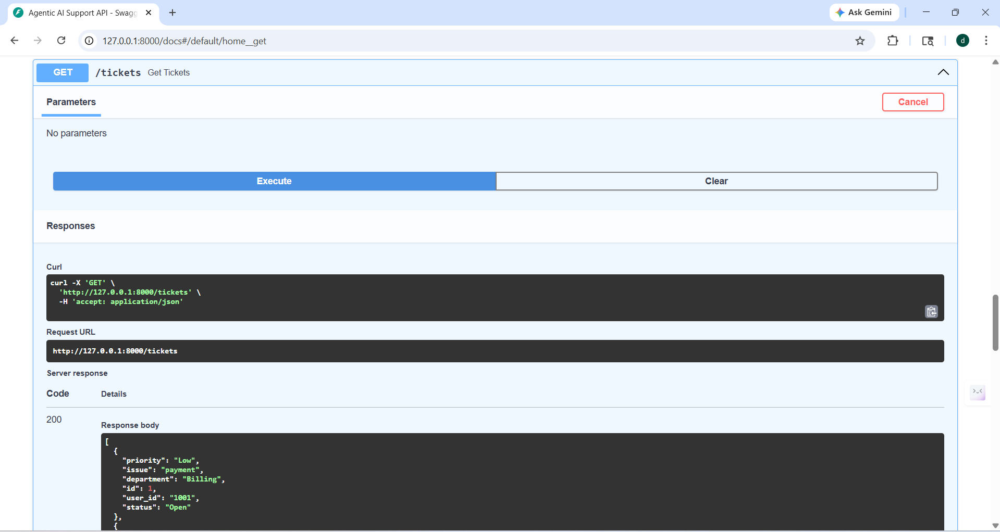 Agentic AI Support API - Swagg
Ask Gemini
127.0.0.1:8000/docs#/default/home__get
d
GET /tickets Get Tickets
Parameters
Cancel
No parameters
Execute
Clear
Responses
Curl
curl -X 'GET' \
'http://127.0.0.1:8000/tickets' \
-H 'accept: application/json'
Request URL
http://127.0.0.1:8000/tickets
Server response
Code Details
200
Response body
[
{
"priority": "Low",
"issue": "payment",
"department": "Billing",
"id": 1,
"user_id": "1001",
"status": "Open"
},
{